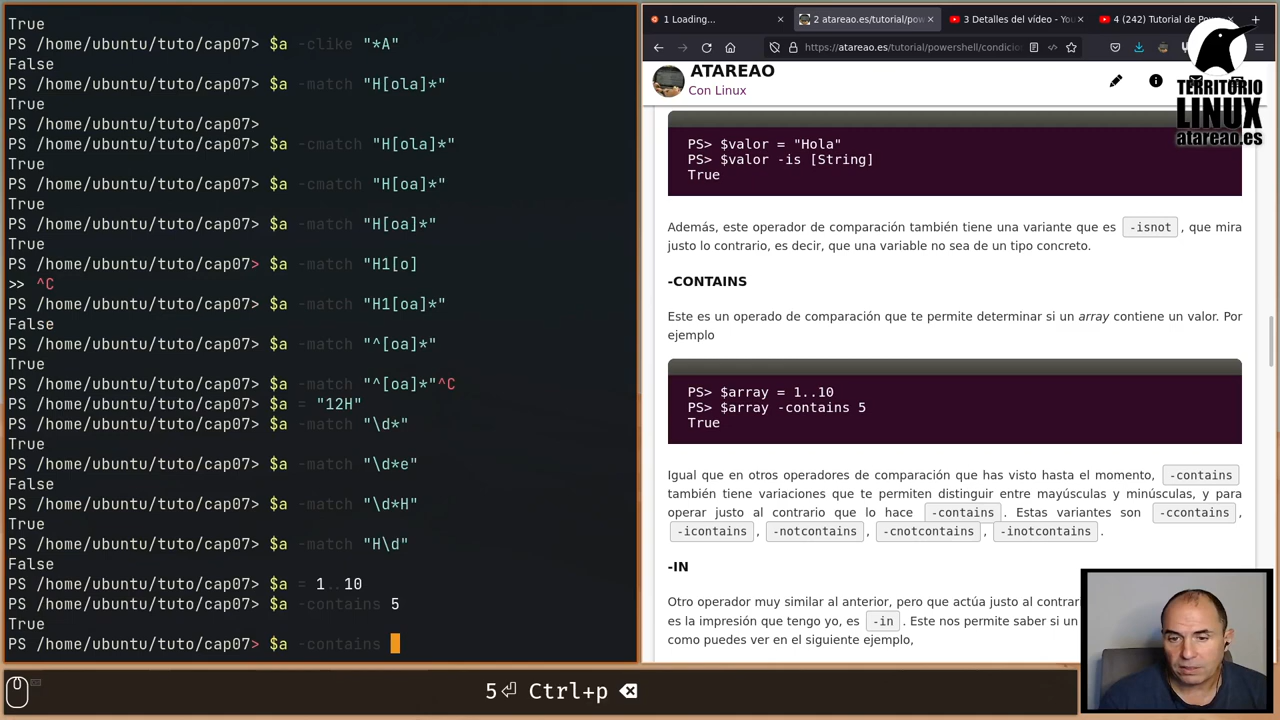 True
PS /home/ubuntu/tuto/cap07> $a -clike "*A"
False
PS /home/ubuntu/tuto/cap07> $a -match "H[ola]*"
True
PS /home/ubuntu/tuto/cap07>
PS /home/ubuntu/tuto/cap07> $a -cmatch "H[ola]*"
True
PS /home/ubuntu/tuto/cap07> $a -cmatch "H[oa]*"
True
PS /home/ubuntu/tuto/cap07> $a -match "H[oa]*"
True
PS /home/ubuntu/tuto/cap07> $a -match "H1[o]
>> ^C
PS /home/ubuntu/tuto/cap07> $a -match "H1[oa]*"
False
PS /home/ubuntu/tuto/cap07> $a -match "^[oa]*"
True
PS /home/ubuntu/tuto/cap07> $a -match "^[oa]*"^C
PS /home/ubuntu/tuto/cap07> $a = "12H"
PS /home/ubuntu/tuto/cap07> $a -match "\d*"
True
PS /home/ubuntu/tuto/cap07> $a -match "\d*e"
False
PS /home/ubuntu/tuto/cap07> $a -match "\d*H"
True
PS /home/ubuntu/tuto/cap07> $a -match "H\d"
False
PS /home/ubuntu/tuto/cap07> $a = 1..10
PS /home/ubuntu/tuto/cap07> $a -contains 5
True
PS /home/ubuntu/tuto/cap07> $a -contains
1 Loading...
2 atareao.es/tutorial/pow
3 Detalles del vídeo - You
4 (242) Tutorial de Power
https://atareao.es/tutorial/powershell/condicio
ATAREAO
Con Linux
TERRITORIO
LINUX
atareao.es
PS> $valor = "Hola"
PS> $valor -is [String]
True
Además, este operador de comparación también tiene una variante que es -isnot , que mira
justo lo contrario, es decir, que una variable no sea de un tipo concreto.
-CONTAINS
Este es un operado de comparación que te permite determinar si un array contiene un valor. Por
ejemplo
PS> $array = 1..10
PS> $array -contains 5
True
Igual que en otros operadores de comparación que has visto hasta el momento, -contains
también tiene variaciones que te permiten distinguir entre mayúsculas y minúsculas, y para
operar justo al contrario que lo hace -contains . Estas variantes son -ccontains ,
-icontains , -notcontains , -cnotcontains , -inotcontains .
-IN
Otro operador muy similar al anterior, pero que actúa justo al contrar
es la impresión que tengo yo, es -in . Este nos permite saber si un
como puedes ver en el siguiente ejemplo,
5⏎ Ctrl+p ⌫